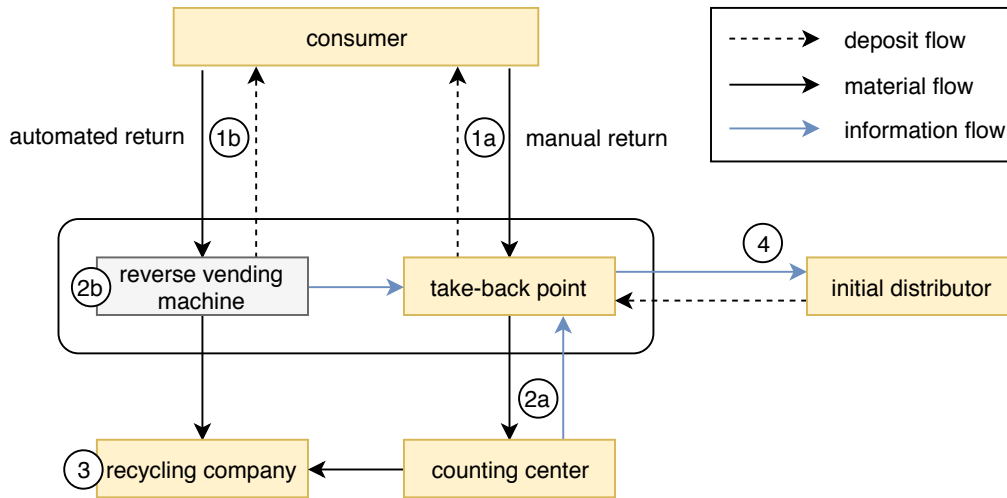 consumer
deposit flow
material flow
information flow
automated return
1b
1a
manual return
4
2b
reverse vending
machine
take-back point
initial distributor
2a
3
recycling company
counting center